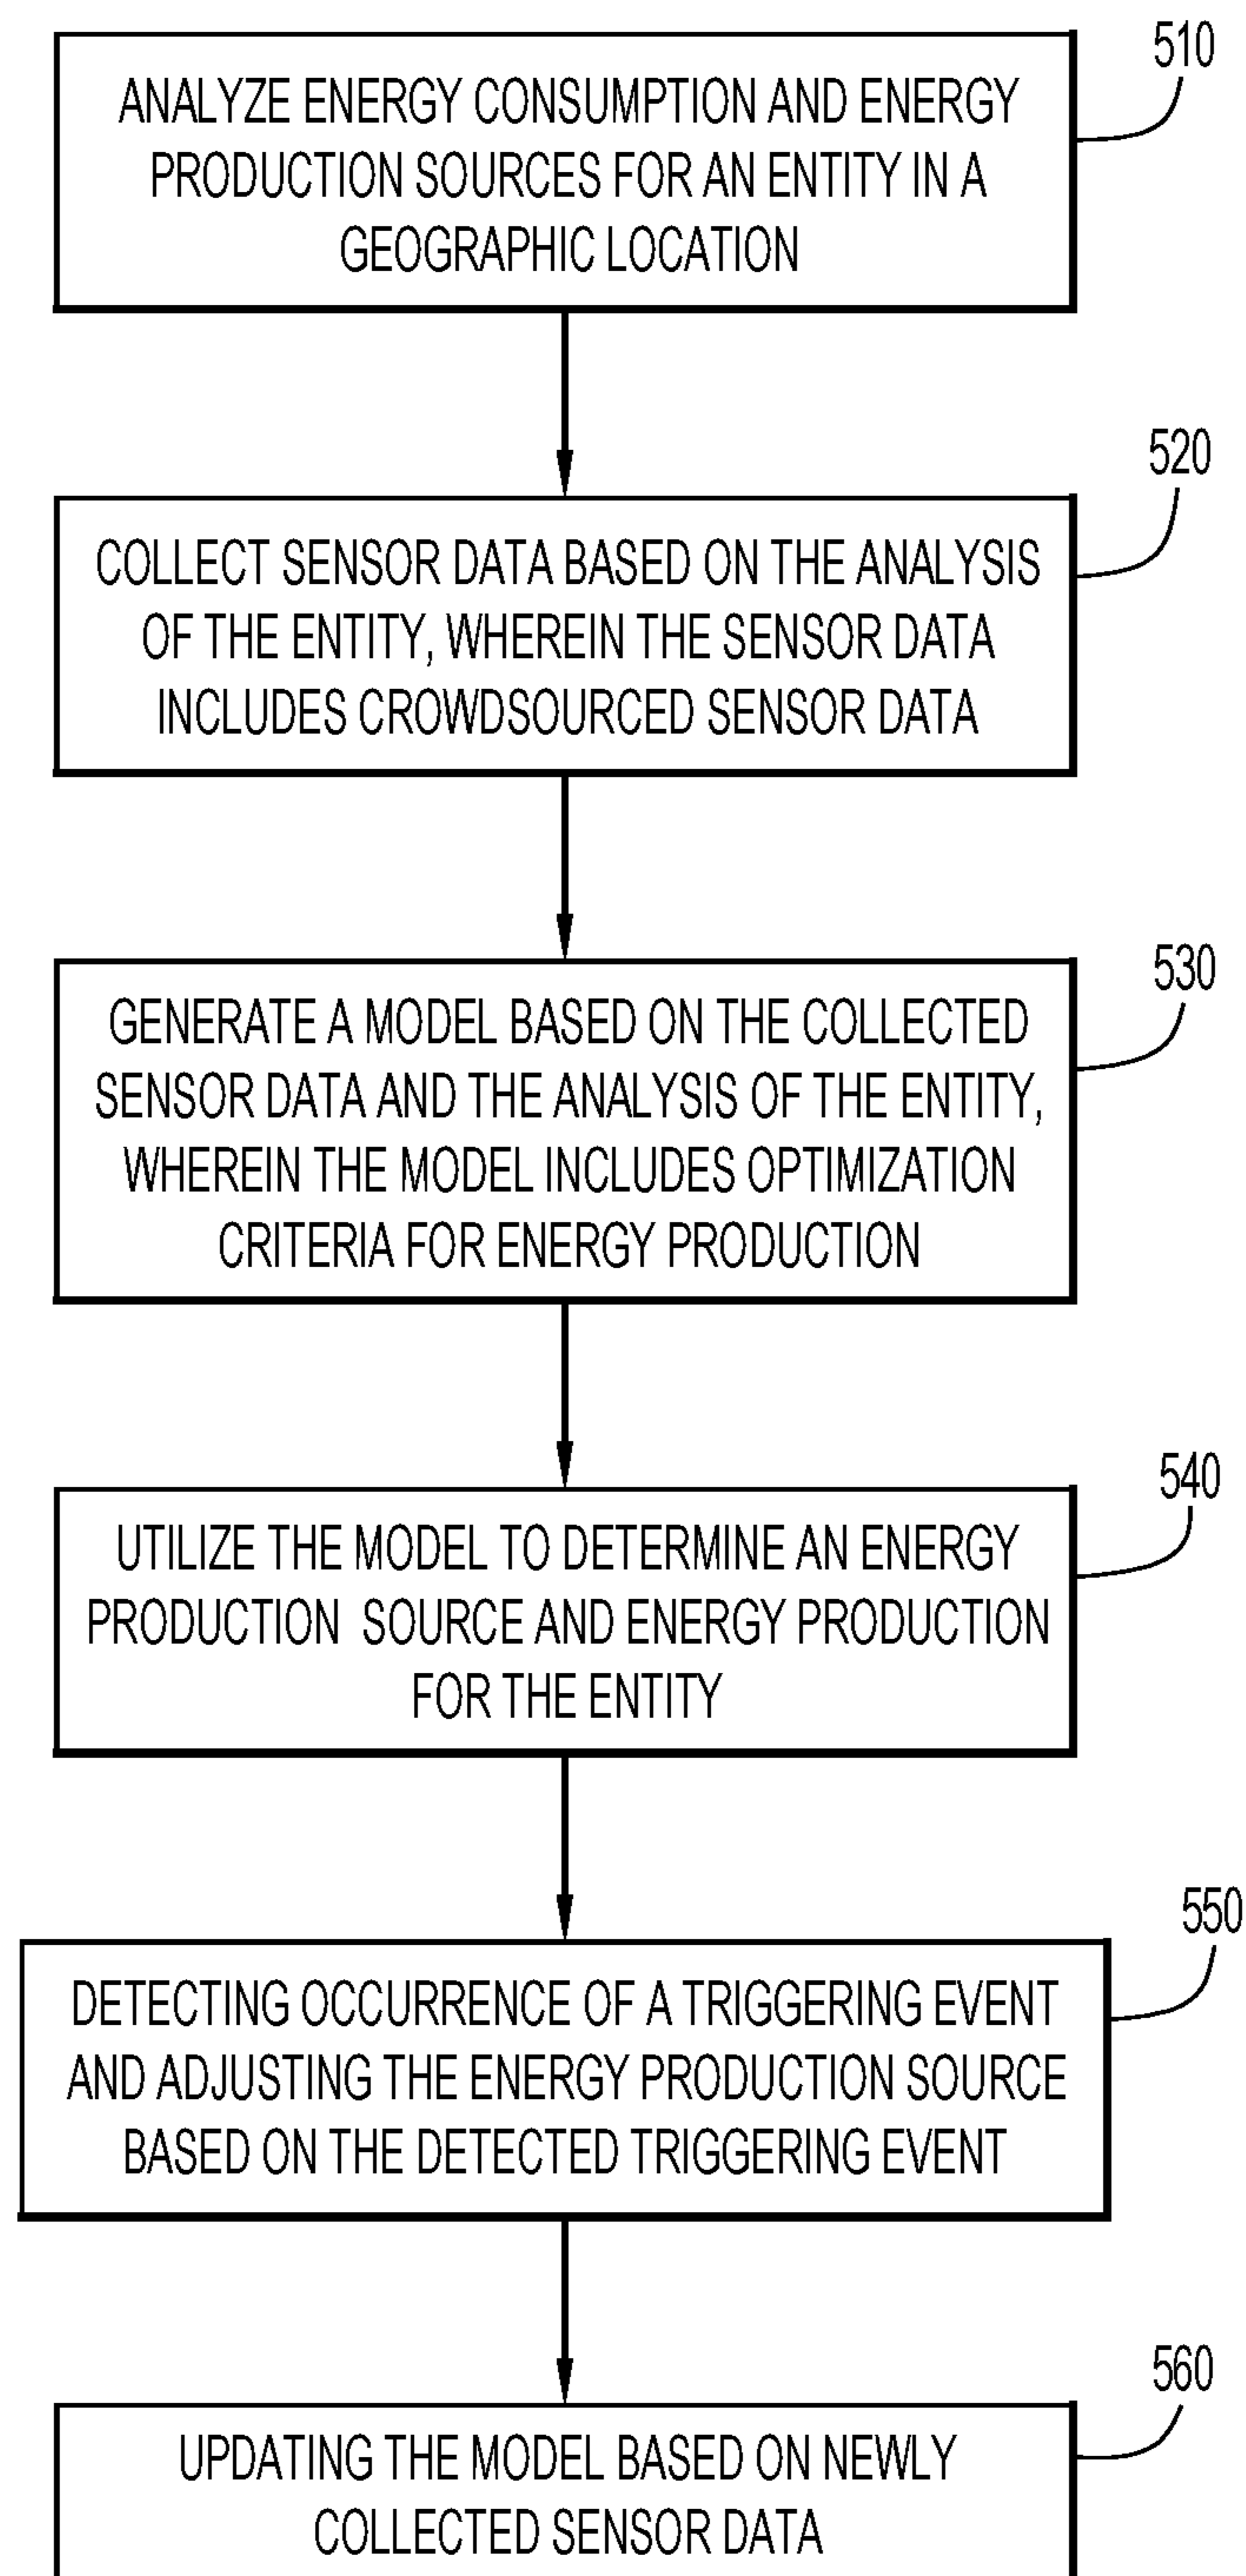 510
ANALYZE ENERGY CONSUMPTION AND ENERGY
PRODUCTION SOURCES FOR AN ENTITY IN A
GEOGRAPHIC LOCATION
520
COLLECT SENSOR DATA BASED ON THE ANALYSIS
OF THE ENTITY, WHEREIN THE SENSOR DATA
INCLUDES CROWDSOURCED SENSOR DATA
530
GENERATE A MODEL BASED ON THE COLLECTED
SENSOR DATA AND THE ANALYSIS OF THE ENTITY,
WHEREIN THE MODEL INCLUDES OPTIMIZATION
CRITERIA FOR ENERGY PRODUCTION
540
UTILIZE THE MODEL TO DETERMINE AN ENERGY
PRODUCTION SOURCE AND ENERGY PRODUCTION
FOR THE ENTITY
550
DETECTING OCCURRENCE OF A TRIGGERING EVENT
AND ADJUSTING THE ENERGY PRODUCTION SOURCE
BASED ON THE DETECTED TRIGGERING EVENT
560
UPDATING THE MODEL BASED ON NEWLY
COLLECTED SENSOR DATA